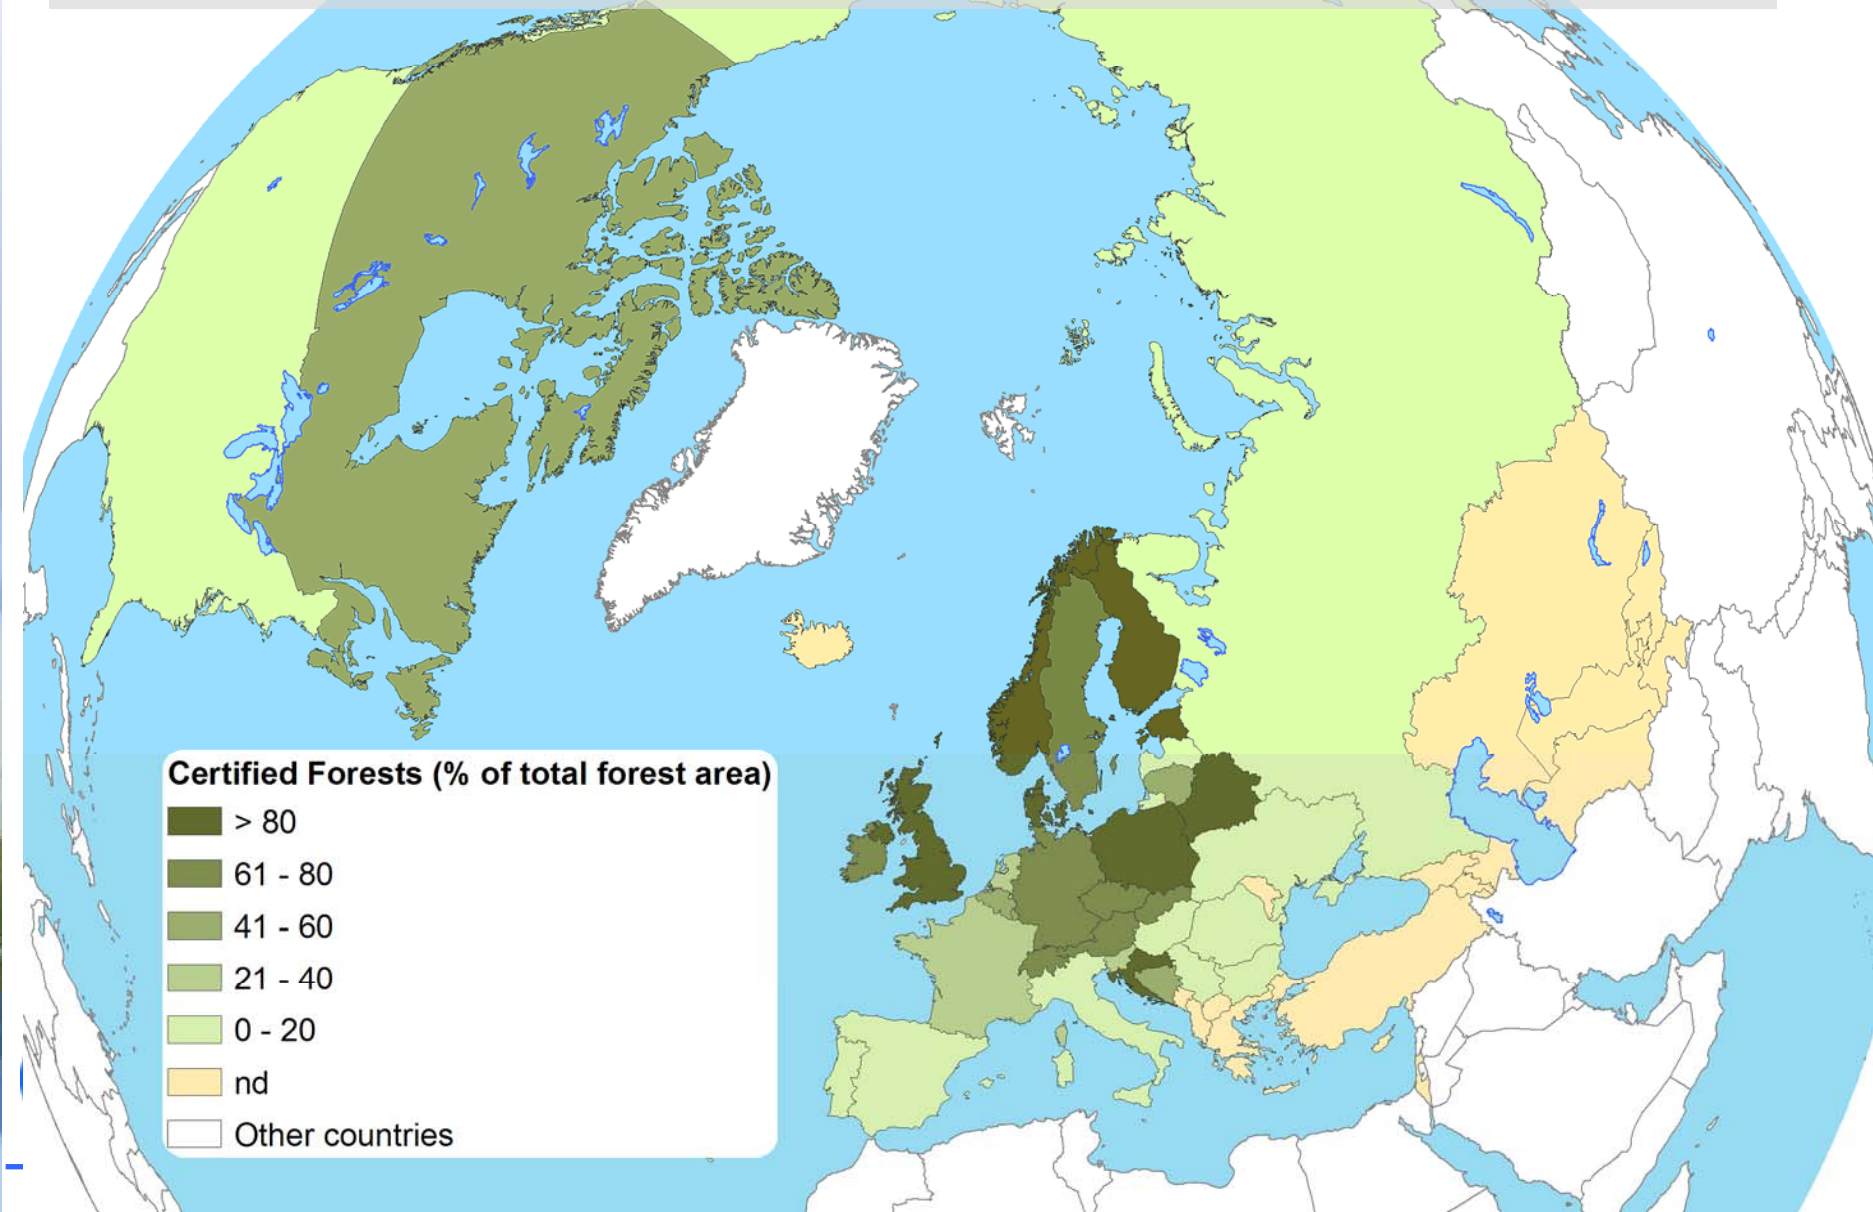 Certified Forests (% of total forest area)
> 80
61 - 80
41 - 60
21 - 40
0 - 20
nd
Other countries